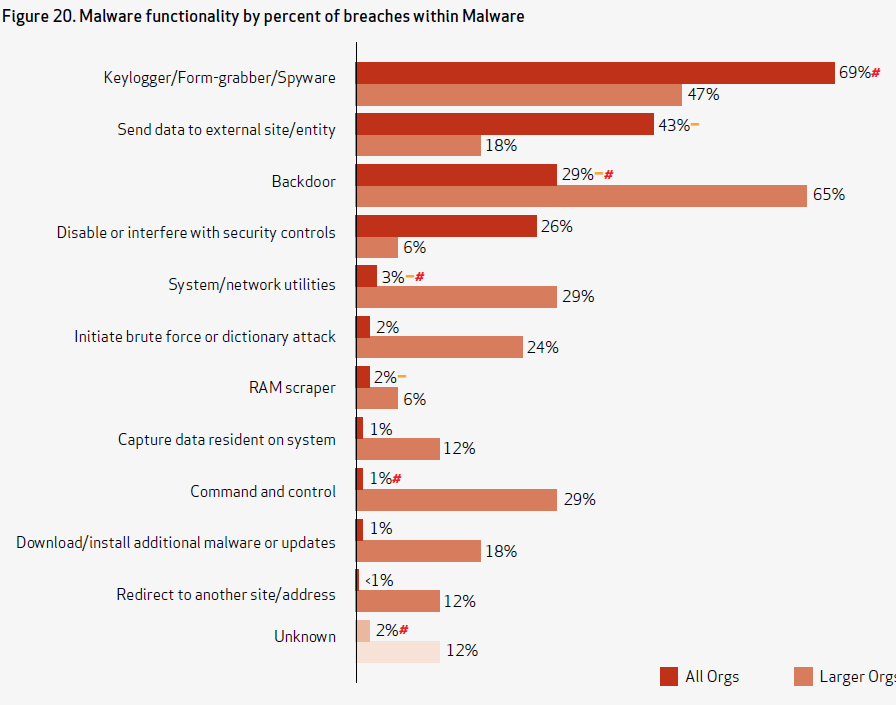 Figure 20. Malware functionality by percent of breaches within Malware
Keylogger/Form-grabber/Spyware
69%#
47%
Send data to external site/entity
43%–
18%
Backdoor
29%–#
65%
Disable or interfere with security controls
26%
6%
System/network utilities
3%–#
29%
Initiate brute force or dictionary attack
2%
24%
RAM scraper
2%–
6%
Capture data resident on system
1%
12%
Command and control
1%#
29%
Download/install additional malware or updates
1%
18%
Redirect to another site/address
<1%
12%
Unknown
2%#
12%
All Orgs
Larger Orgs